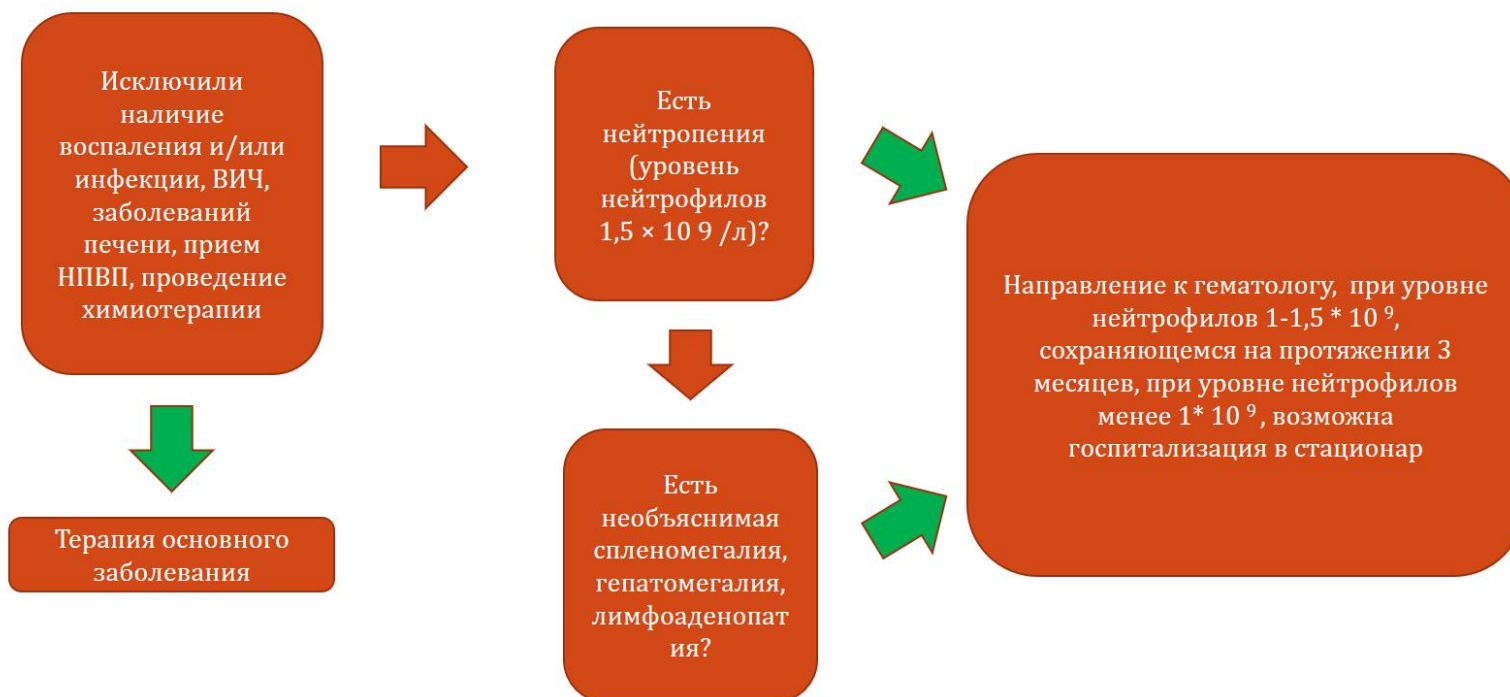 Исключили
наличие
воспаления и/или
инфекции, ВИЧ,
заболеваний
печени, прием
НПВП, проведение
химиотерапии
Терапия основного
заболевания
Есть
нейтропения
(уровень
нейтрофилов
1,5 × 10 9 /л)?
Есть
необъяснимая
спленомегалия,
гепатомегалия,
лимфоаденопат
ия?
Направление к гематологу, при уровне
нейтрофилов 1-1,5 * 10 ⁹,
сохраняющемся на протяжении 3
месяцев, при уровне нейтрофилов
менее 1* 10 ⁹, возможна
госпитализация в стационар